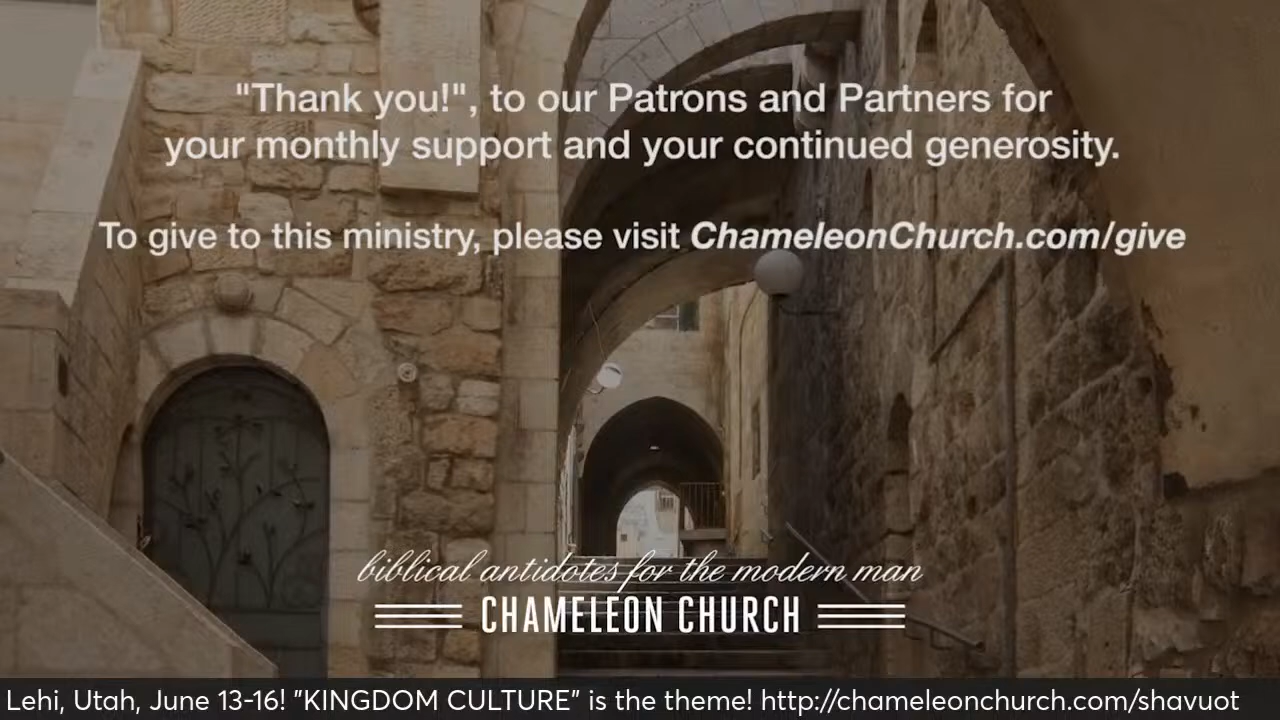 "Thank you!", to our Patrons and Partners for
your monthly support and your continued generosity.
To give to this ministry, please visit ChameleonChurch.com/give
biblical antidotes for the modern man
CHAMELEON CHURCH
Lehi, Utah, June 13-16! "KINGDOM CULTURE" is the theme! http://chameleonchurch.com/shavuot